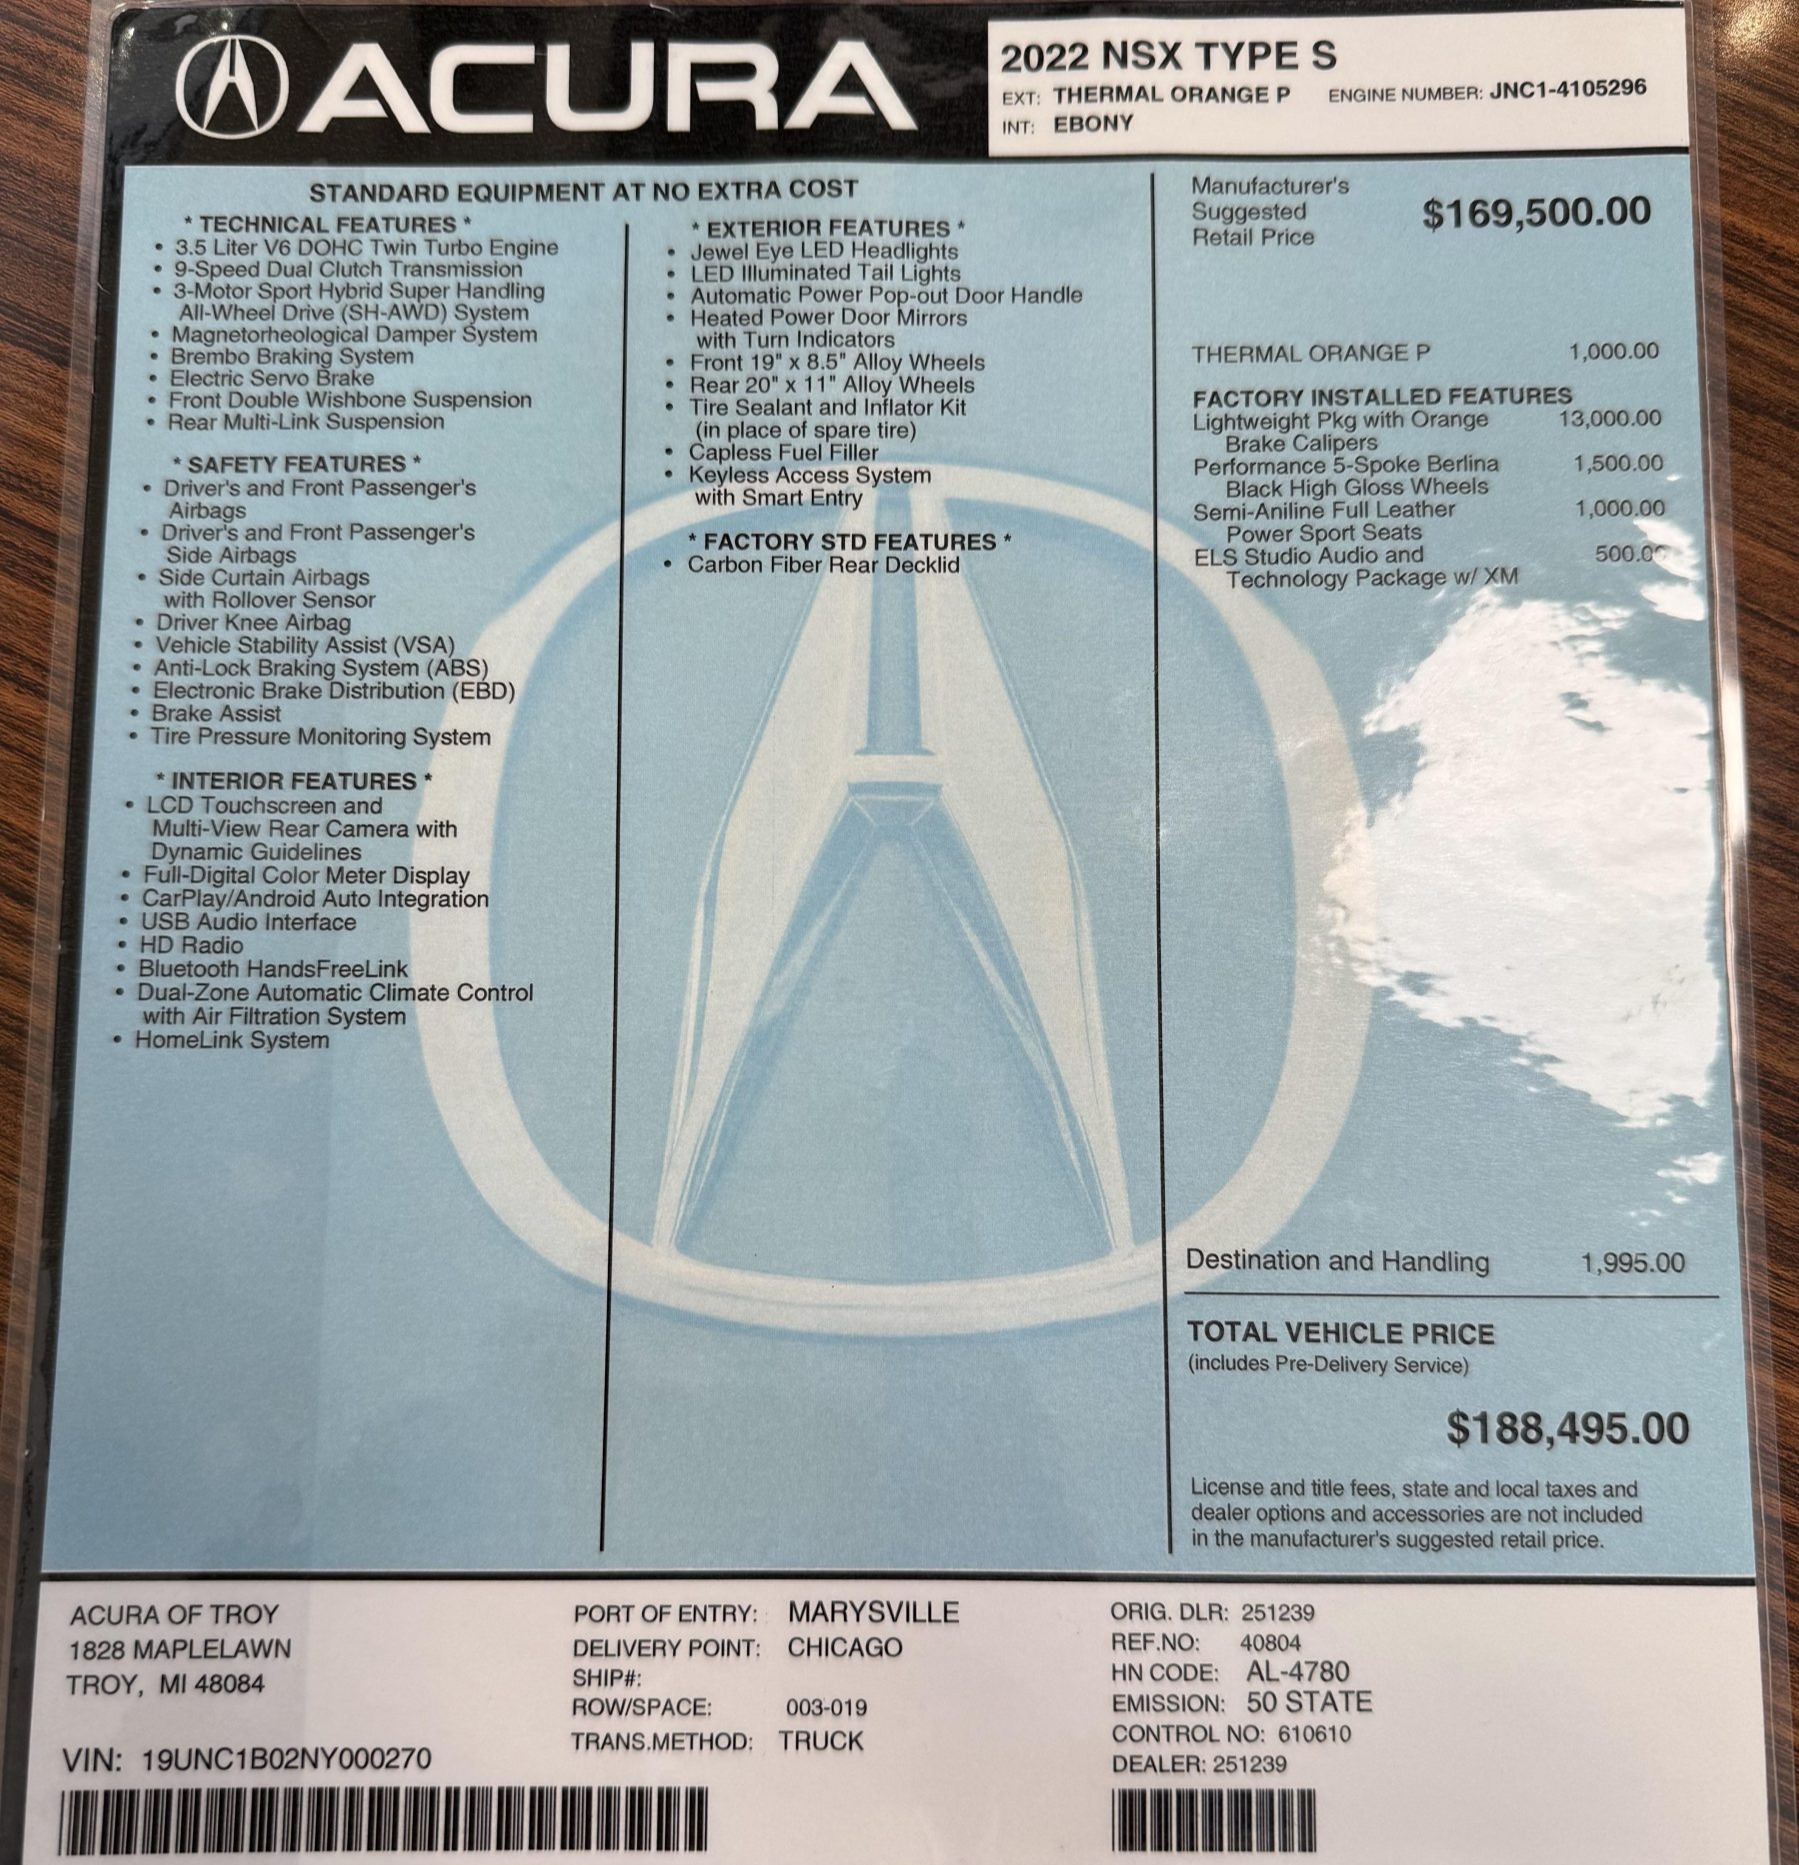 ACURA
2022 NSX TYPE S
EXT: THERMAL ORANGE P ENGINE NUMBER: JNC1-4105296
INT: EBONY
STANDARD EQUIPMENT AT NO EXTRA COST
* TECHNICAL FEATURES *
• 3.5 Liter V6 DOHC Twin Turbo Engine
• 9-Speed Dual Clutch Transmission
• 3-Motor Sport Hybrid Super Handling
All-Wheel Drive (SH-AWD) System
• Magnetorheological Damper System
• Brembo Braking System
• Electric Servo Brake
• Front Double Wishbone Suspension
• Rear Multi-Link Suspension
* SAFETY FEATURES *
• Driver's and Front Passenger's
Airbags
• Driver's and Front Passenger's
Side Airbags
• Side Curtain Airbags
with Rollover Sensor
• Driver Knee Airbag
• Vehicle Stability Assist (VSA)
• Anti-Lock Braking System (ABS)
• Electronic Brake Distribution (EBD)
• Brake Assist
• Tire Pressure Monitoring System
* INTERIOR FEATURES *
• LCD Touchscreen and
Multi-View Rear Camera with
Dynamic Guidelines
• Full-Digital Color Meter Display
• CarPlay/Android Auto Integration
• USB Audio Interface
• HD Radio
• Bluetooth HandsFreeLink
• Dual-Zone Automatic Climate Control
with Air Filtration System
• HomeLink System
* EXTERIOR FEATURES *
• Jewel Eye LED Headlights
• LED Illuminated Tail Lights
• Automatic Power Pop-out Door Handle
• Heated Power Door Mirrors
with Turn Indicators
• Front 19" x 8.5" Alloy Wheels
• Rear 20" x 11" Alloy Wheels
• Tire Sealant and Inflator Kit
(in place of spare tire)
• Capless Fuel Filler
• Keyless Access System
with Smart Entry
* FACTORY STD FEATURES *
• Carbon Fiber Rear Decklid
Manufacturer's
Suggested $169,500.00
Retail Price
THERMAL ORANGE P 1,000.00
FACTORY INSTALLED FEATURES
Lightweight Pkg with Orange 13,000.00
Brake Calipers
Performance 5-Spoke Berlina 1,500.00
Black High Gloss Wheels
Semi-Aniline Full Leather 1,000.00
Power Sport Seats
ELS Studio Audio and 500.00
Technology Package w/ XM
Destination and Handling 1,995.00
TOTAL VEHICLE PRICE
(includes Pre-Delivery Service)
$188,495.00
License and title fees, state and local taxes and
dealer options and accessories are not included
in the manufacturer's suggested retail price.
ACURA OF TROY
1828 MAPLELAWN
TROY, MI 48084
VIN: 19UNC1B02NY000270
PORT OF ENTRY: MARYSVILLE
DELIVERY POINT: CHICAGO
SHIP#:
ROW/SPACE: 003-019
TRANS.METHOD: TRUCK
ORIG. DLR: 251239
REF.NO: 40804
HN CODE: AL-4780
EMISSION: 50 STATE
CONTROL NO: 610610
DEALER: 251239